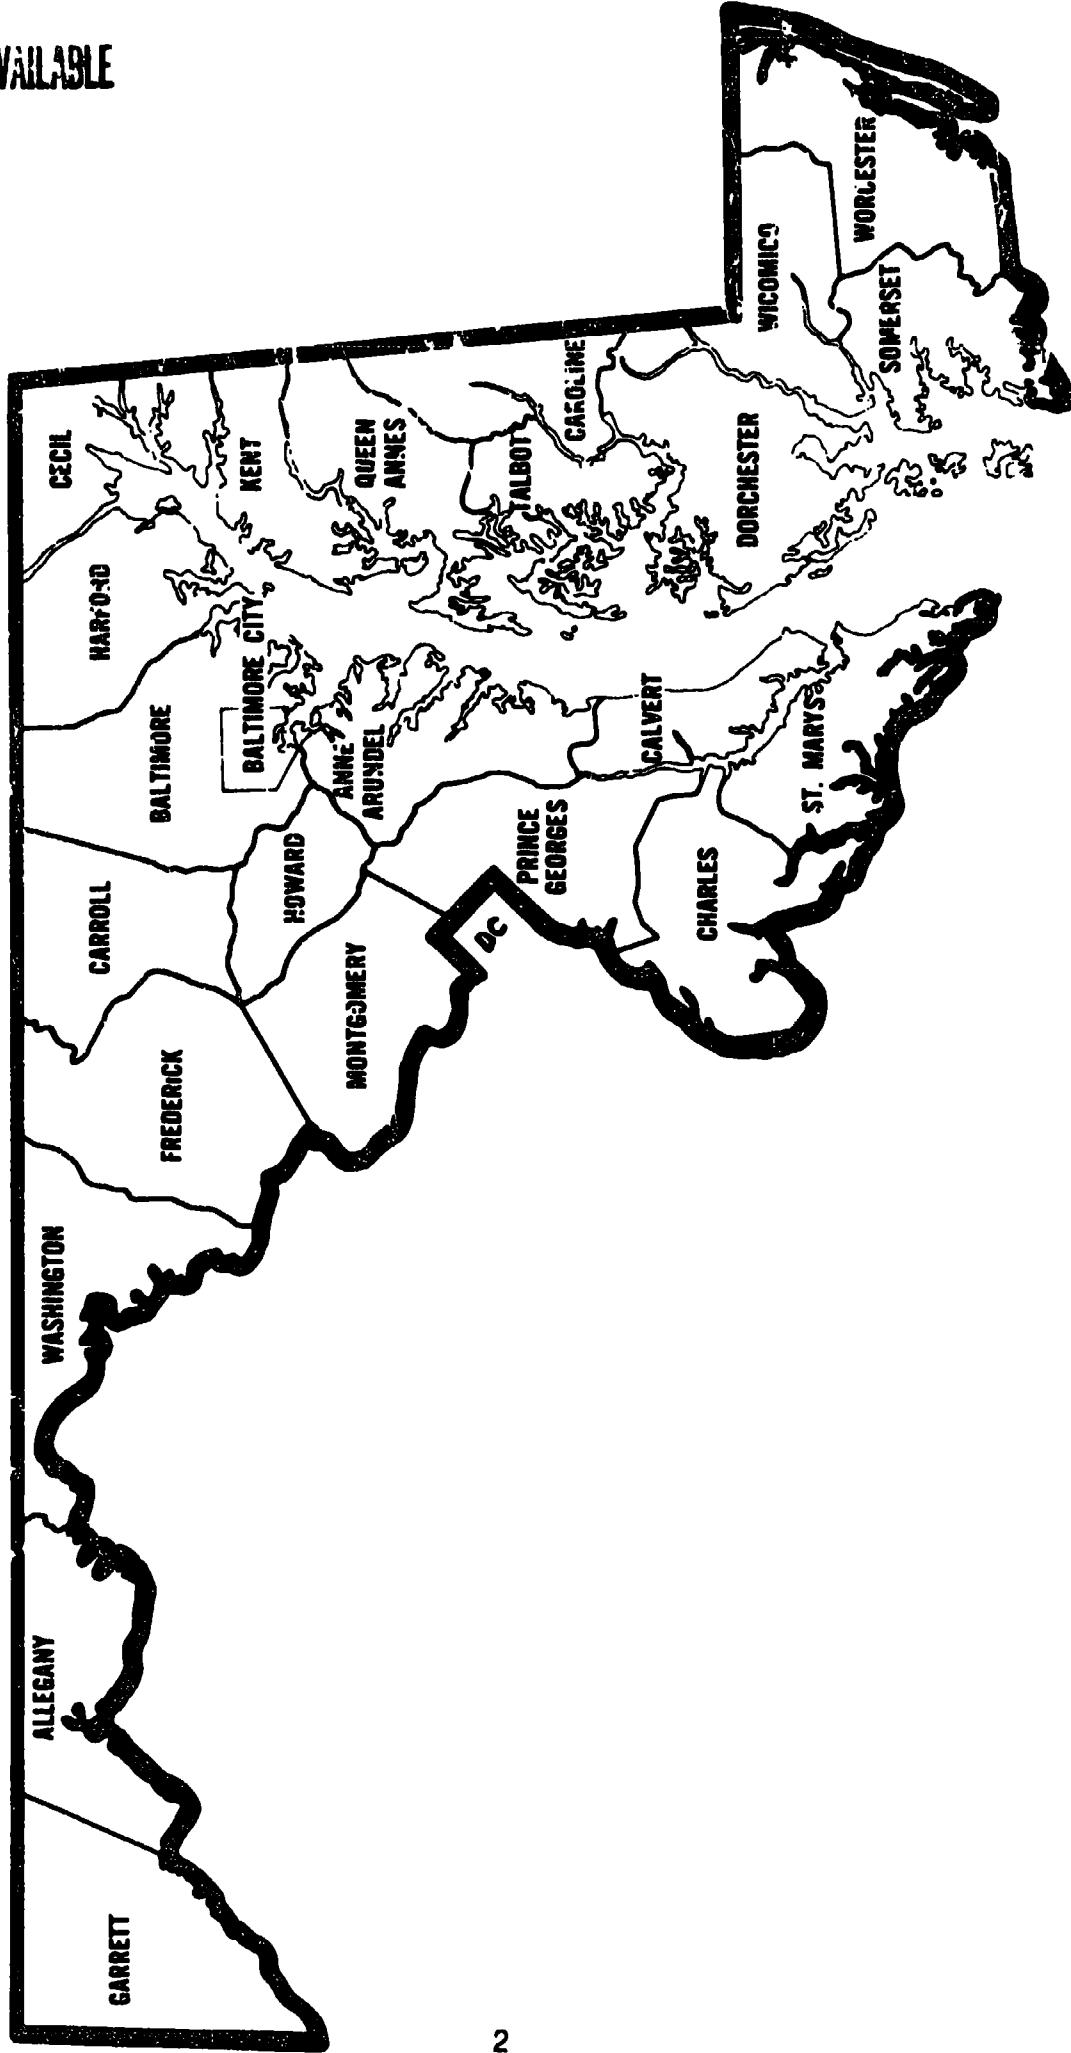 GARRETT
ALLEGANY
WASHINGTON
FREDERICK
CARROLL
BALTIMORE
HARFORD
CECIL
MONTGOMERY
HOWARD
BALTIMORE CITY
KENT
ANNE
ARUNDEL
QUEEN
ANNES
DC
PRINCE
GEORGES
TALBOT
CAROLINE
CHARLES
CALVERT
ST. MARYS
DORCHESTER
WICOMICO
SOMERSET
WORCESTER
2